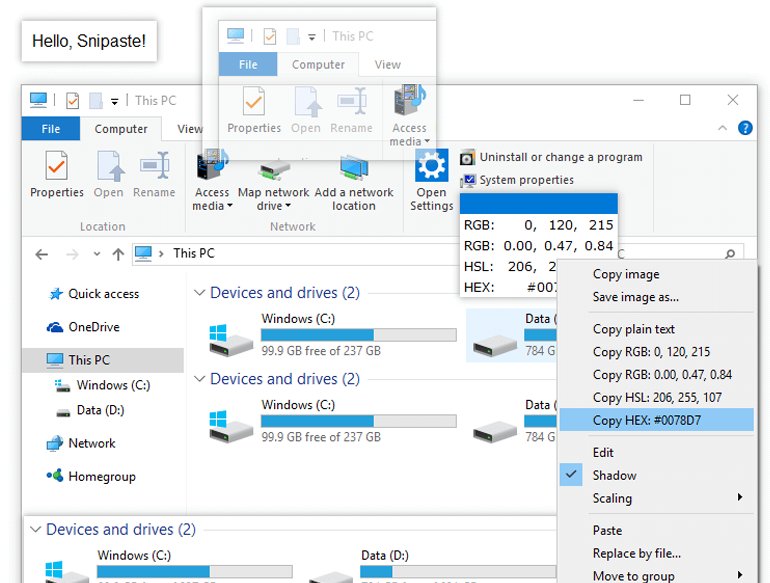 Hello, Snipaste!
This PC
File Computer View
Properties Open Rename Access media
This PC
File Computer View
Properties Open Rename Access media Map network drive Add a network location Open Settings
Uninstall or change a program
System properties
Location Network
RGB: 0, 120, 215
RGB: 0.00, 0.47, 0.84
HSL: 206, 2
HEX: #007
This PC
Quick access
OneDrive
This PC
Windows (C:)
Data (D:)
Network
Homegroup
Devices and drives (2)
Windows (C:) Data (
99.9 GB free of 237 GB 784 G
Devices and drives (2)
Windows (C:) Data (
99.9 GB free of 237 GB 784 G
Devices and drives (2)
Windows (C:) Data (D:)
Copy image
Save image as...
Copy plain text
Copy RGB: 0, 120, 215
Copy RGB: 0.00, 0.47, 0.84
Copy HSL: 206, 255, 107
Copy HEX: #0078D7
Edit
Shadow
Scaling
Paste
Replace by file...
Move to group